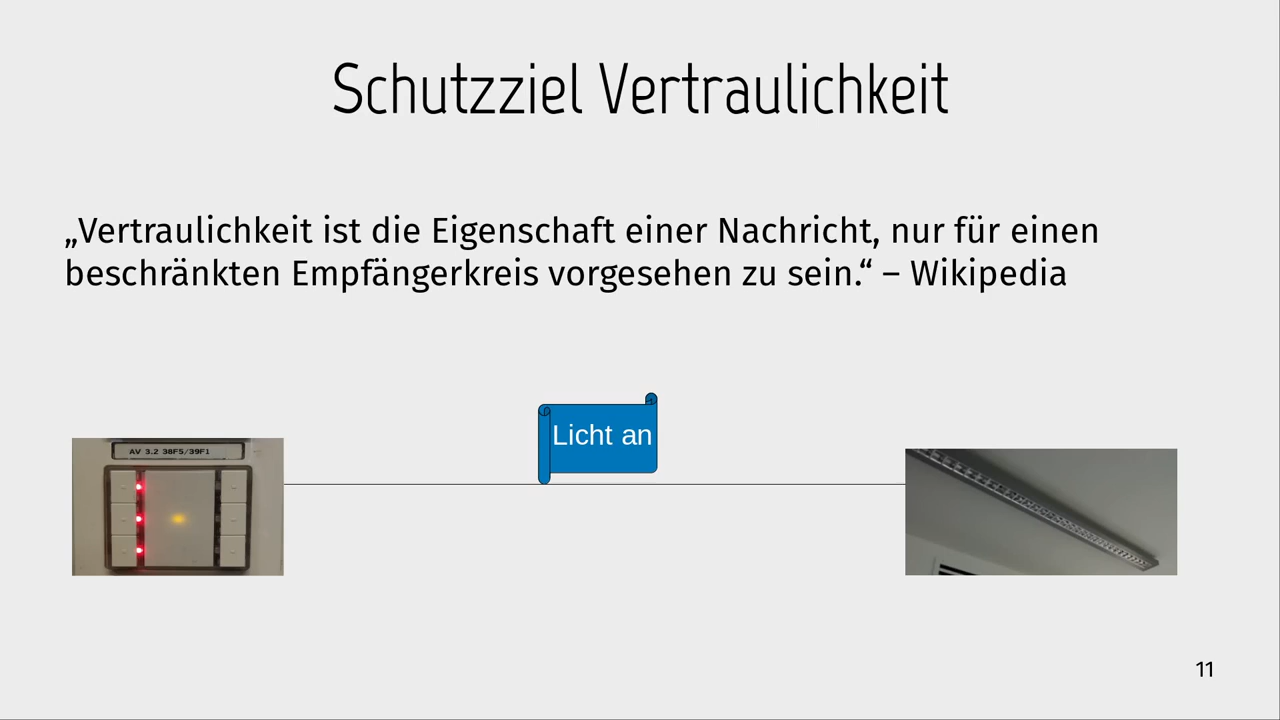 Schutzziel Vertraulichkeit
„Vertraulichkeit ist die Eigenschaft einer Nachricht, nur für einen
beschränkten Empfängerkreis vorgesehen zu sein.“ – Wikipedia
Licht an
AV 3.2 38F5/39F1
11